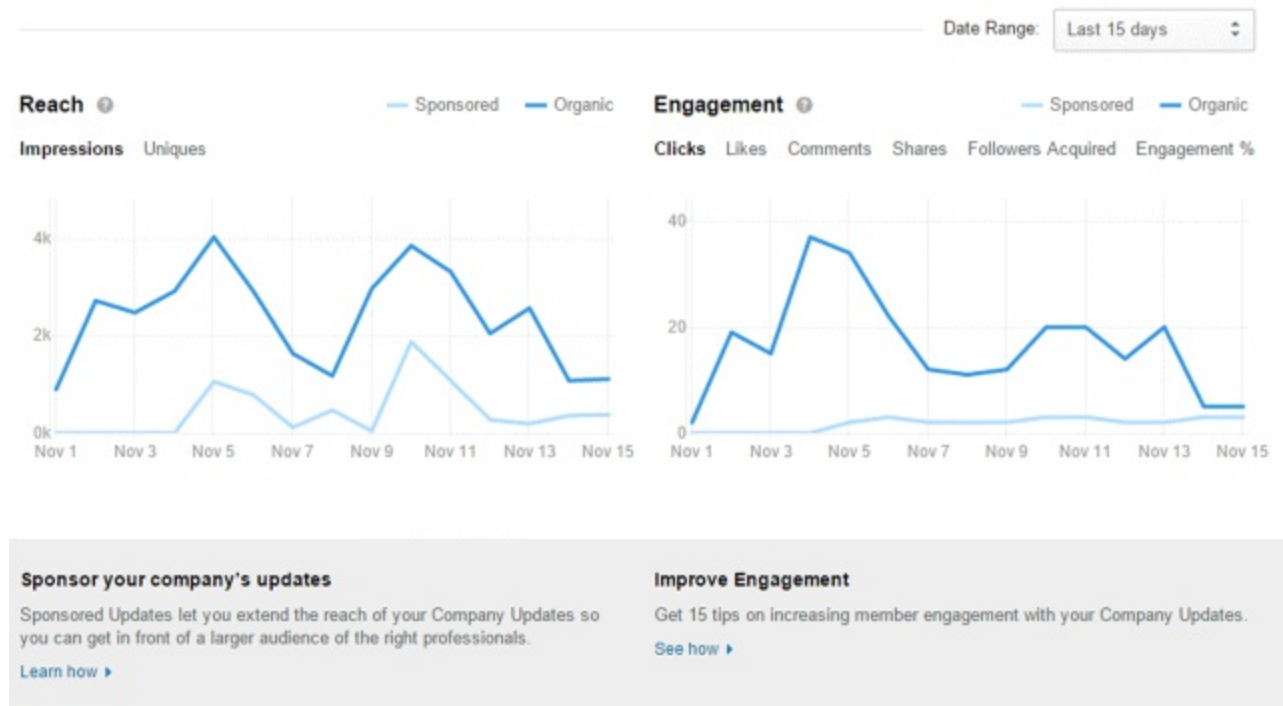 Date Range: Last 15 days
Reach ?
Sponsored Organic
Impressions Uniques
4k
2k
0k
Nov 1 Nov 3 Nov 5 Nov 7 Nov 9 Nov 11 Nov 13 Nov 15
Engagement ?
Sponsored Organic
Clicks Likes Comments Shares Followers Acquired Engagement %
40
20
0
Nov 1 Nov 3 Nov 5 Nov 7 Nov 9 Nov 11 Nov 13 Nov 15
Sponsor your company's updates
Sponsored Updates let you extend the reach of your Company Updates so
you can get in front of a larger audience of the right professionals.
Learn how
Improve Engagement
Get 15 tips on increasing member engagement with your Company Updates.
See how